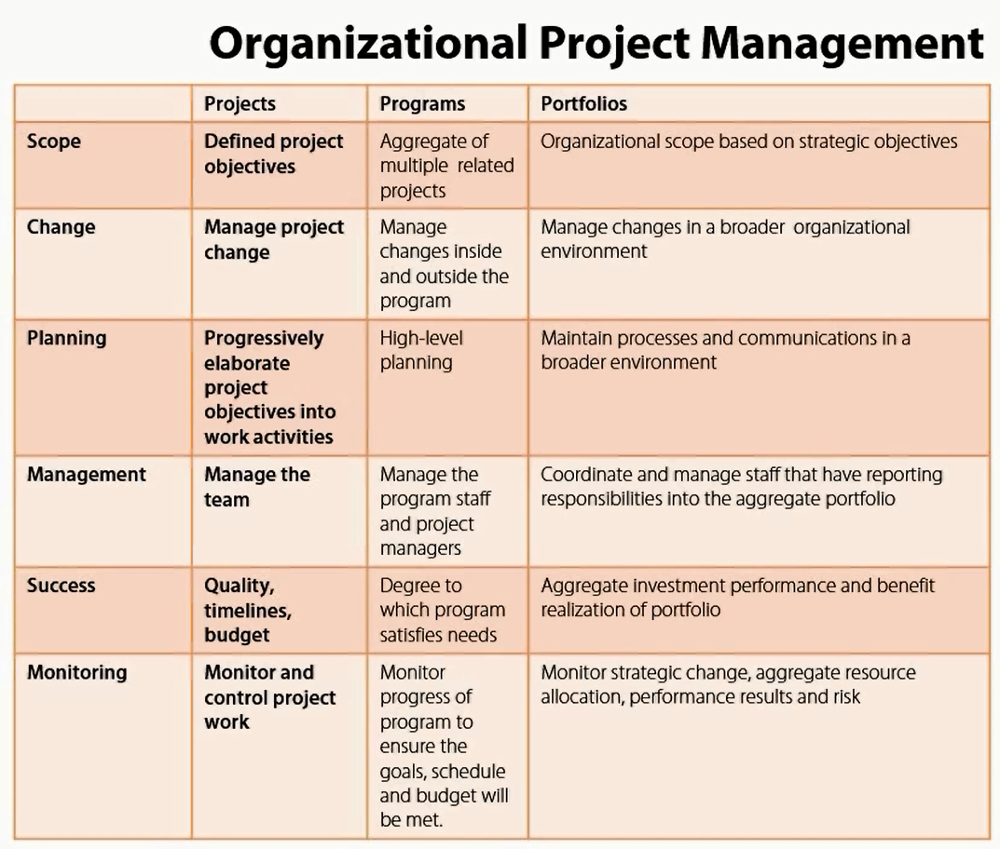 Organizational Project Management
Projects
Programs
Portfolios
Scope
Defined project
objectives
Aggregate of
multiple related
projects
Organizational scope based on strategic objectives
Change
Manage project
change
Manage
changes inside
and outside the
program
Manage changes in a broader organizational
environment
Planning
Progressively
elaborate
project
objectives into
work activities
High-level
planning
Maintain processes and communications in a
broader environment
Management
Manage the
team
Manage the
program staff
and project
managers
Coordinate and manage staff that have reporting
responsibilities into the aggregate portfolio
Success
Quality,
timelines,
budget
Degree to
which program
satisfies needs
Aggregate investment performance and benefit
realization of portfolio
Monitoring
Monitor and
control project
work
Monitor
progress of
program to
ensure the
goals, schedule
and budget will
be met.
Monitor strategic change, aggregate resource
allocation, performance results and risk